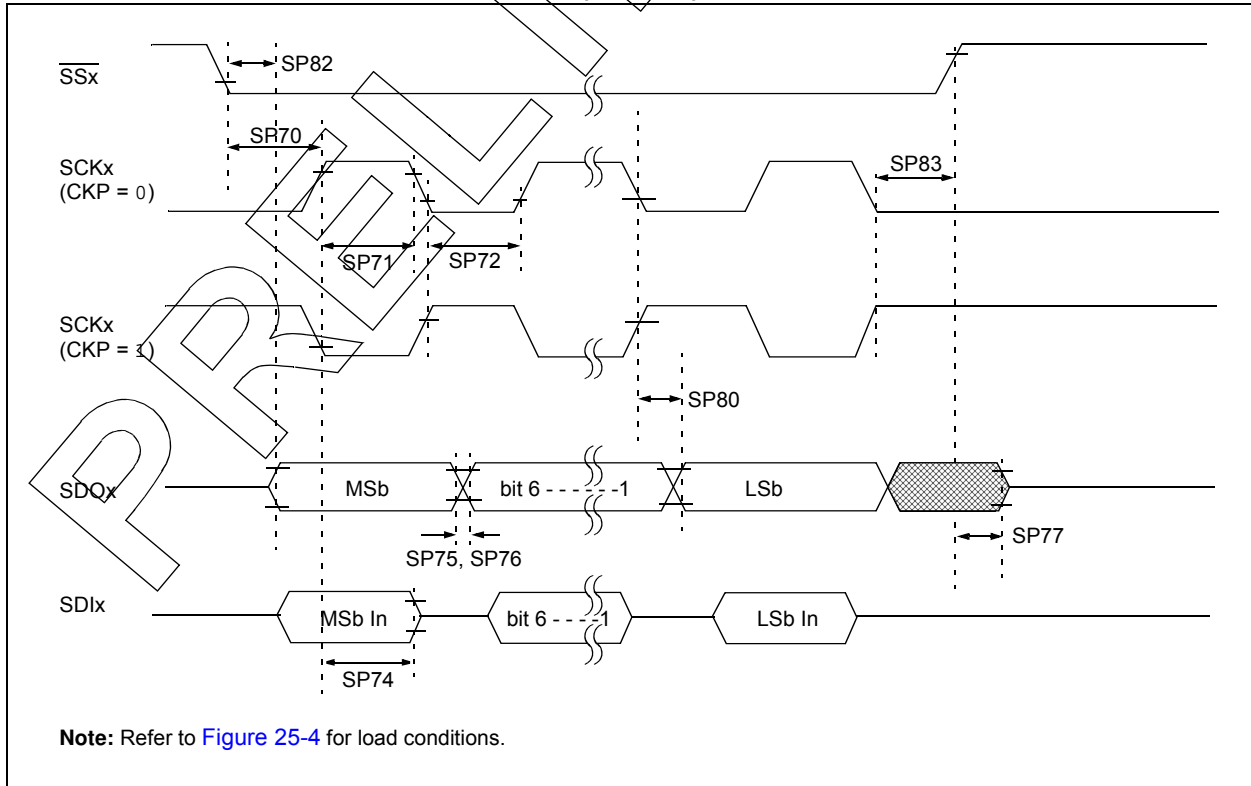 SSx
SP82
SP70
SCKx
(CKP = 0)
SP83
SP71
SP72
SCKx
(CKP = 1)
SP80
SDOx
MSb
bit 6 - - - - - -1
LSb
SP75, SP76
SP77
SDIx
MSb In
bit 6 - - - -1
LSb In
SP74
Note: Refer to Figure 25-4 for load conditions.